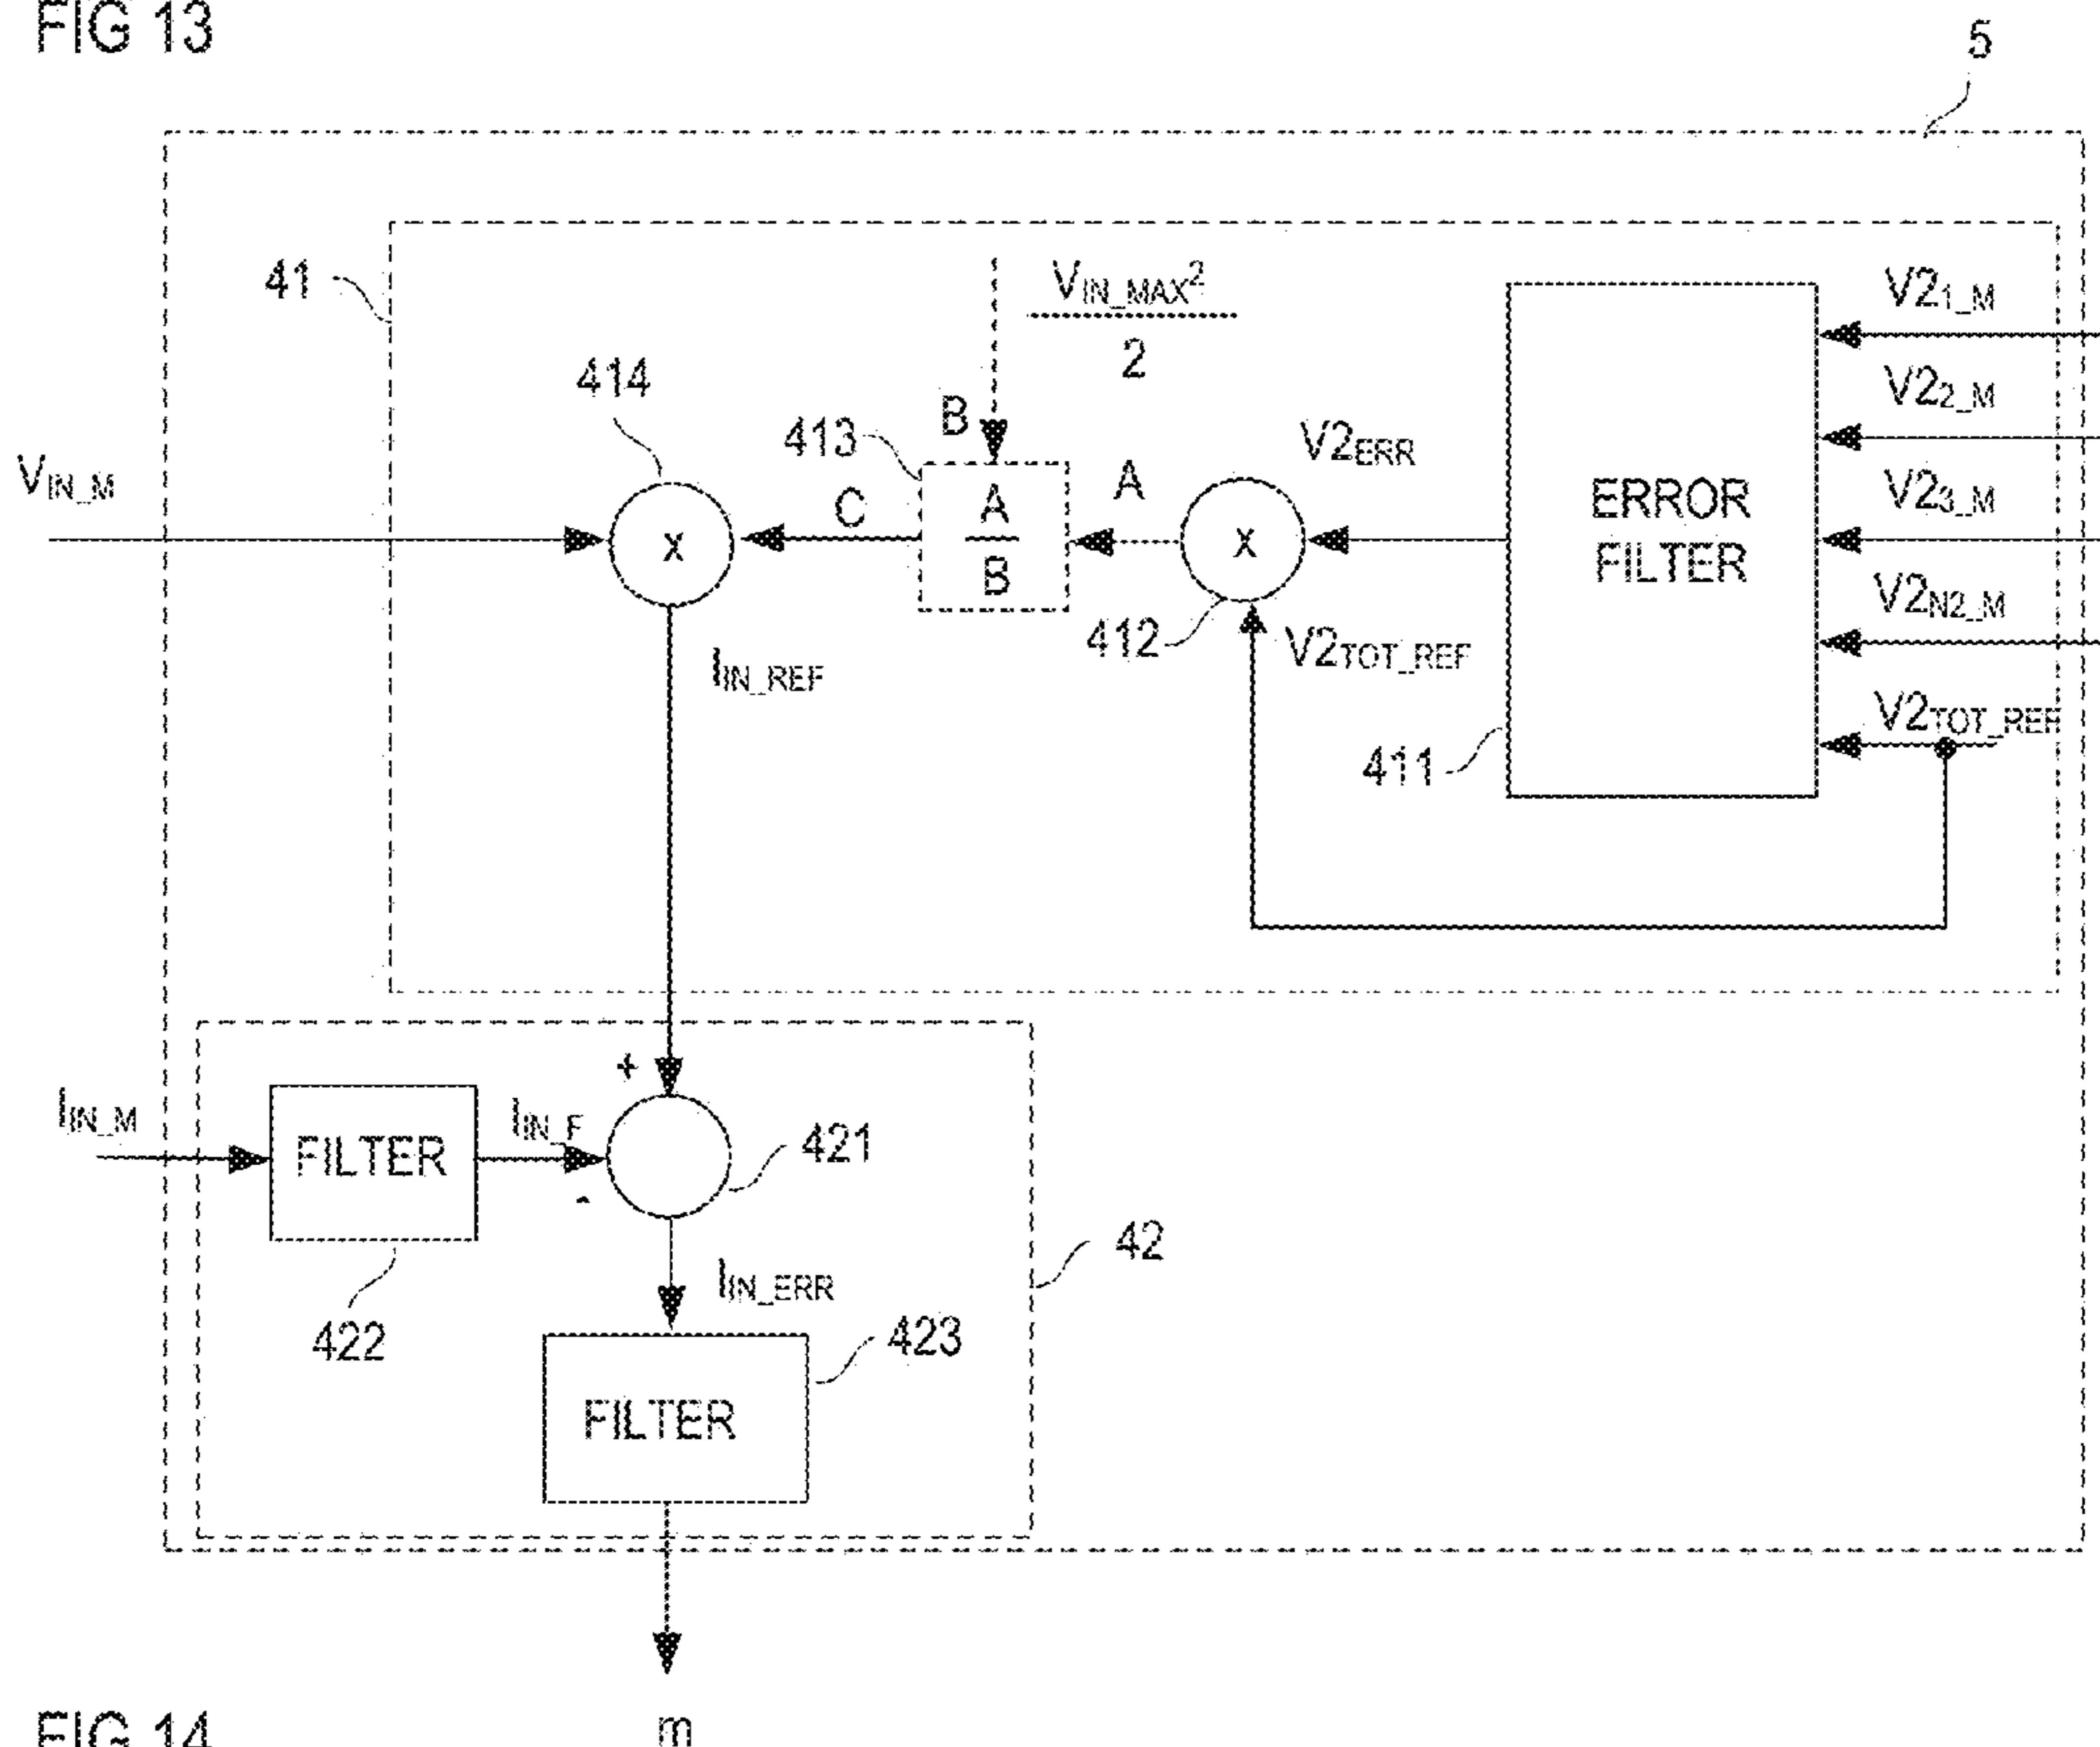 FIG 13
5
41
V_IN_MAX²
2
V2_1_M
414
B
V2_2_M
413
V2_ERR
V_IN_M
A
C
A
B
x
x
ERROR
FILTER
V2_3_M
V2_N2_M
412
V2_TOT_REF
I_IN_REF
V2_TOT_REF
411
+
I_IN_M
FILTER
I_IN_F
-
421
42
I_IN_ERR
422
423
FILTER
m
FIG 14